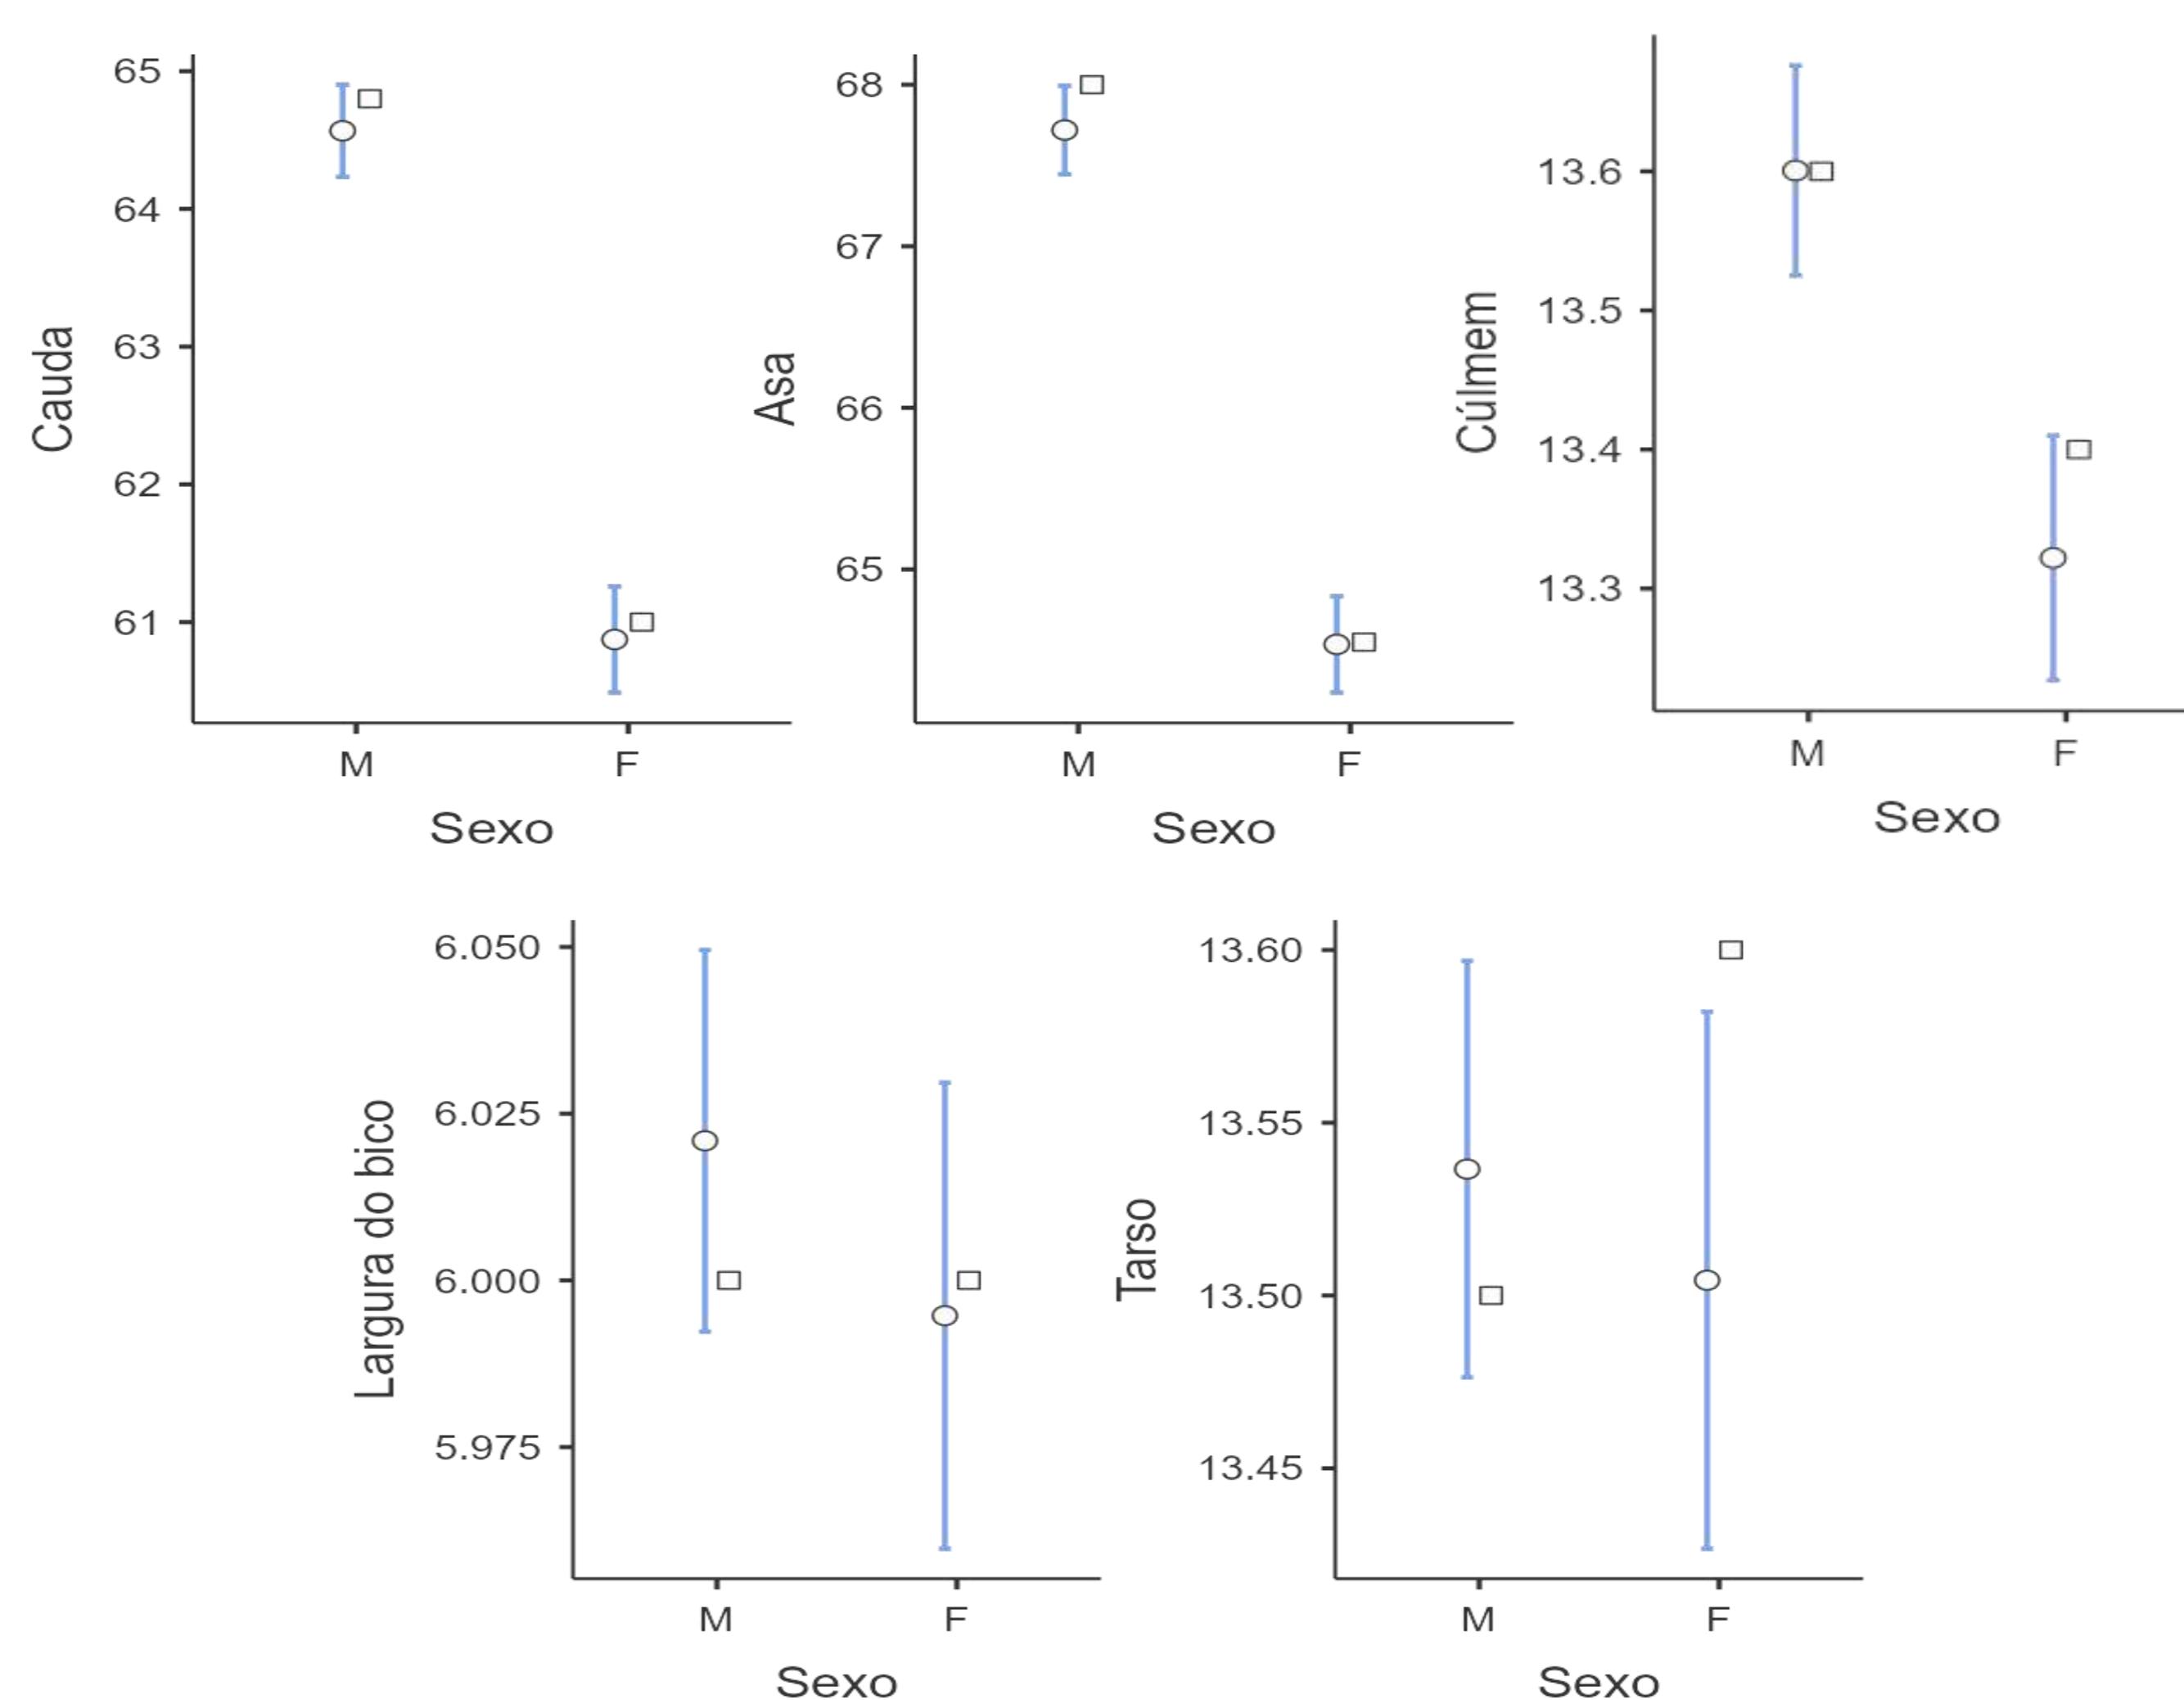 Cauda
65
64
63
62
61
M F
Sexo
Asa
68
67
66
65
M F
Sexo
Cúlmem
13.6
13.5
13.4
13.3
M F
Sexo
Largura do bico
6.050
6.025
6.000
5.975
M F
Sexo
Tarso
13.60
13.55
13.50
13.45
M F
Sexo